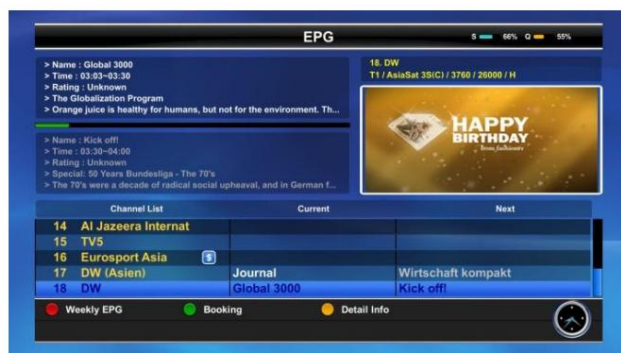 EPG
S 66% Q 55%
> Name : Global 3000
> Time : 03:03~03:30
> Rating : Unknown
> The Globalization Program
> Orange juice is healthy for humans, but not for the environment. Th...
> Name : Kick off!
> Time : 03:30~04:00
> Rating : Unknown
> Special: 50 Years Bundesliga - The 70's
> The 70's were a decade of radical social upheaval, and in German f...
18. DW
T1 / AsiaSat 3S(C) / 3760 / 26000 / H
HAPPY
BIRTHDAY
from fashiontv
Channel List Current Next
14 Al Jazeera Internat
15 TV5
16 Eurosport Asia $
17 DW (Asien) Journal Wirtschaft kompakt
18 DW Global 3000 Kick off!
Weekly EPG Booking Detail Info